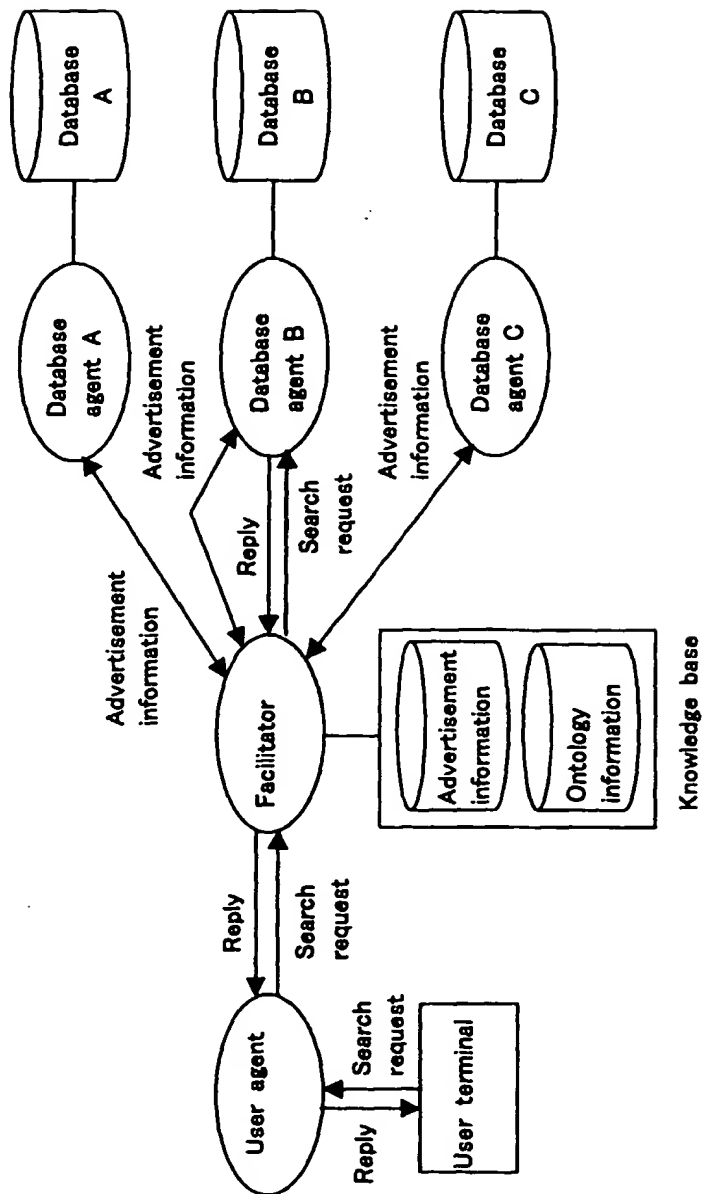 Database
A
Database
B
Database
C
Database
agent A
Database
agent B
Database
agent C
Advertisement
information
Advertisement
information
Advertisement
information
Reply
Search
request
Facilitator
Advertisement
information
Ontology
information
Knowledge base
Reply
Search
request
User agent
Search
request
Reply
User terminal